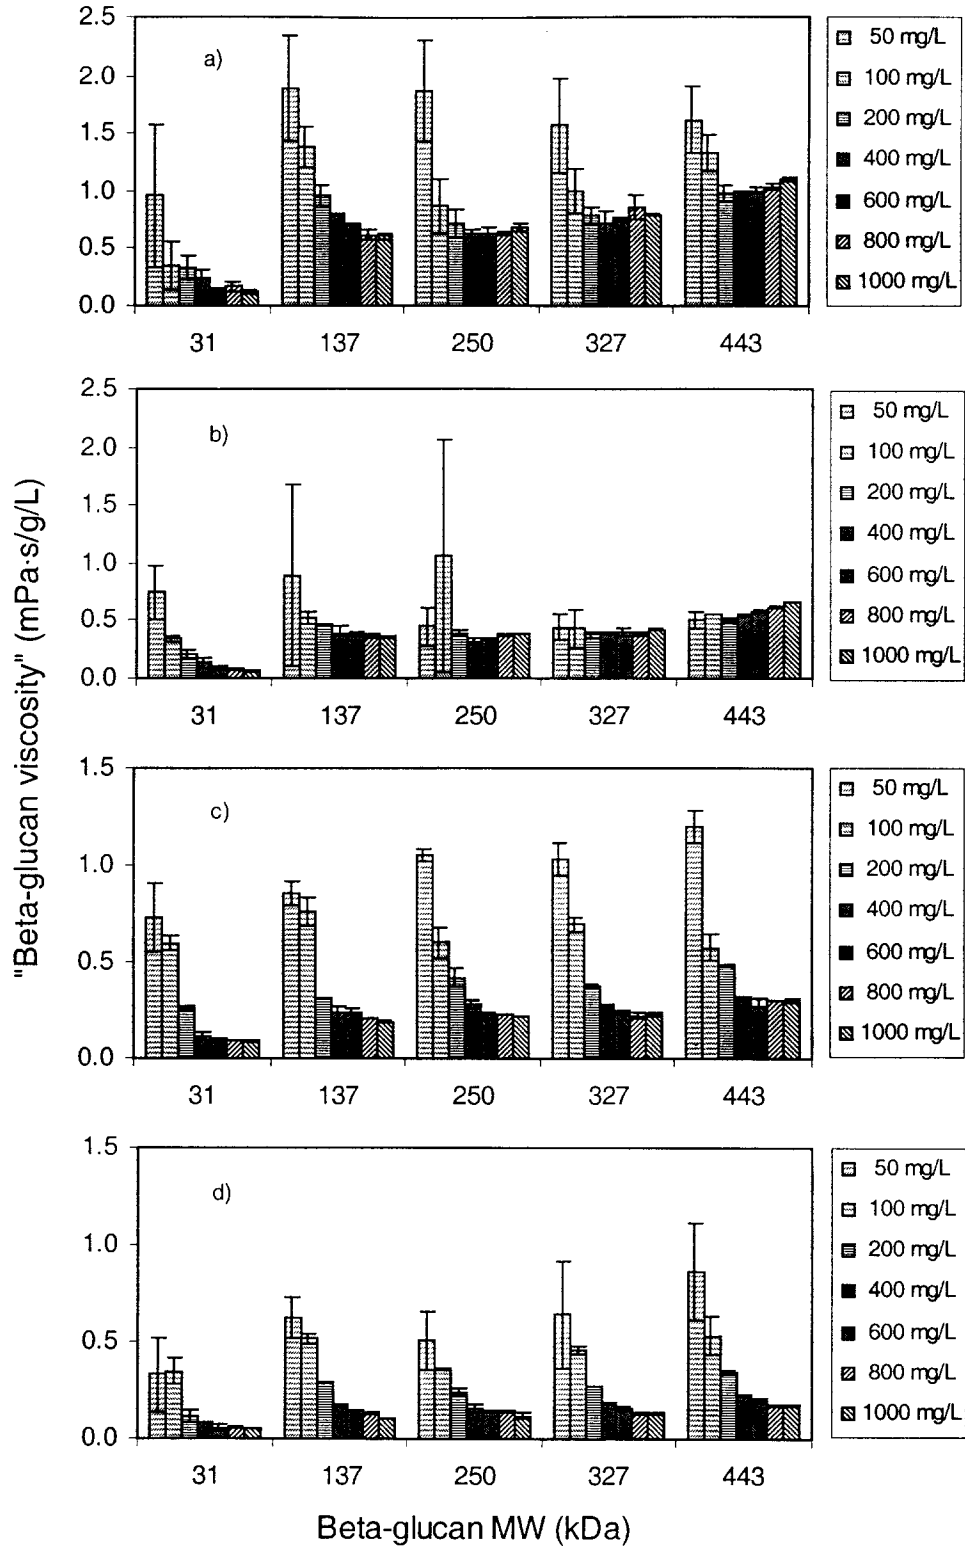 "Beta-glucan viscosity" (mPa·s/g/L)
2.5
2.0
1.5
1.0
0.5
0.0
a)
31 137 250 327 443
50 mg/L
100 mg/L
200 mg/L
400 mg/L
600 mg/L
800 mg/L
1000 mg/L
2.5
2.0
1.5
1.0
0.5
0.0
b)
31 137 250 327 443
50 mg/L
100 mg/L
200 mg/L
400 mg/L
600 mg/L
800 mg/L
1000 mg/L
1.5
1.0
0.5
0.0
c)
31 137 250 327 443
50 mg/L
100 mg/L
200 mg/L
400 mg/L
600 mg/L
800 mg/L
1000 mg/L
1.5
1.0
0.5
0.0
d)
31 137 250 327 443
50 mg/L
100 mg/L
200 mg/L
400 mg/L
600 mg/L
800 mg/L
1000 mg/L
Beta-glucan MW (kDa)